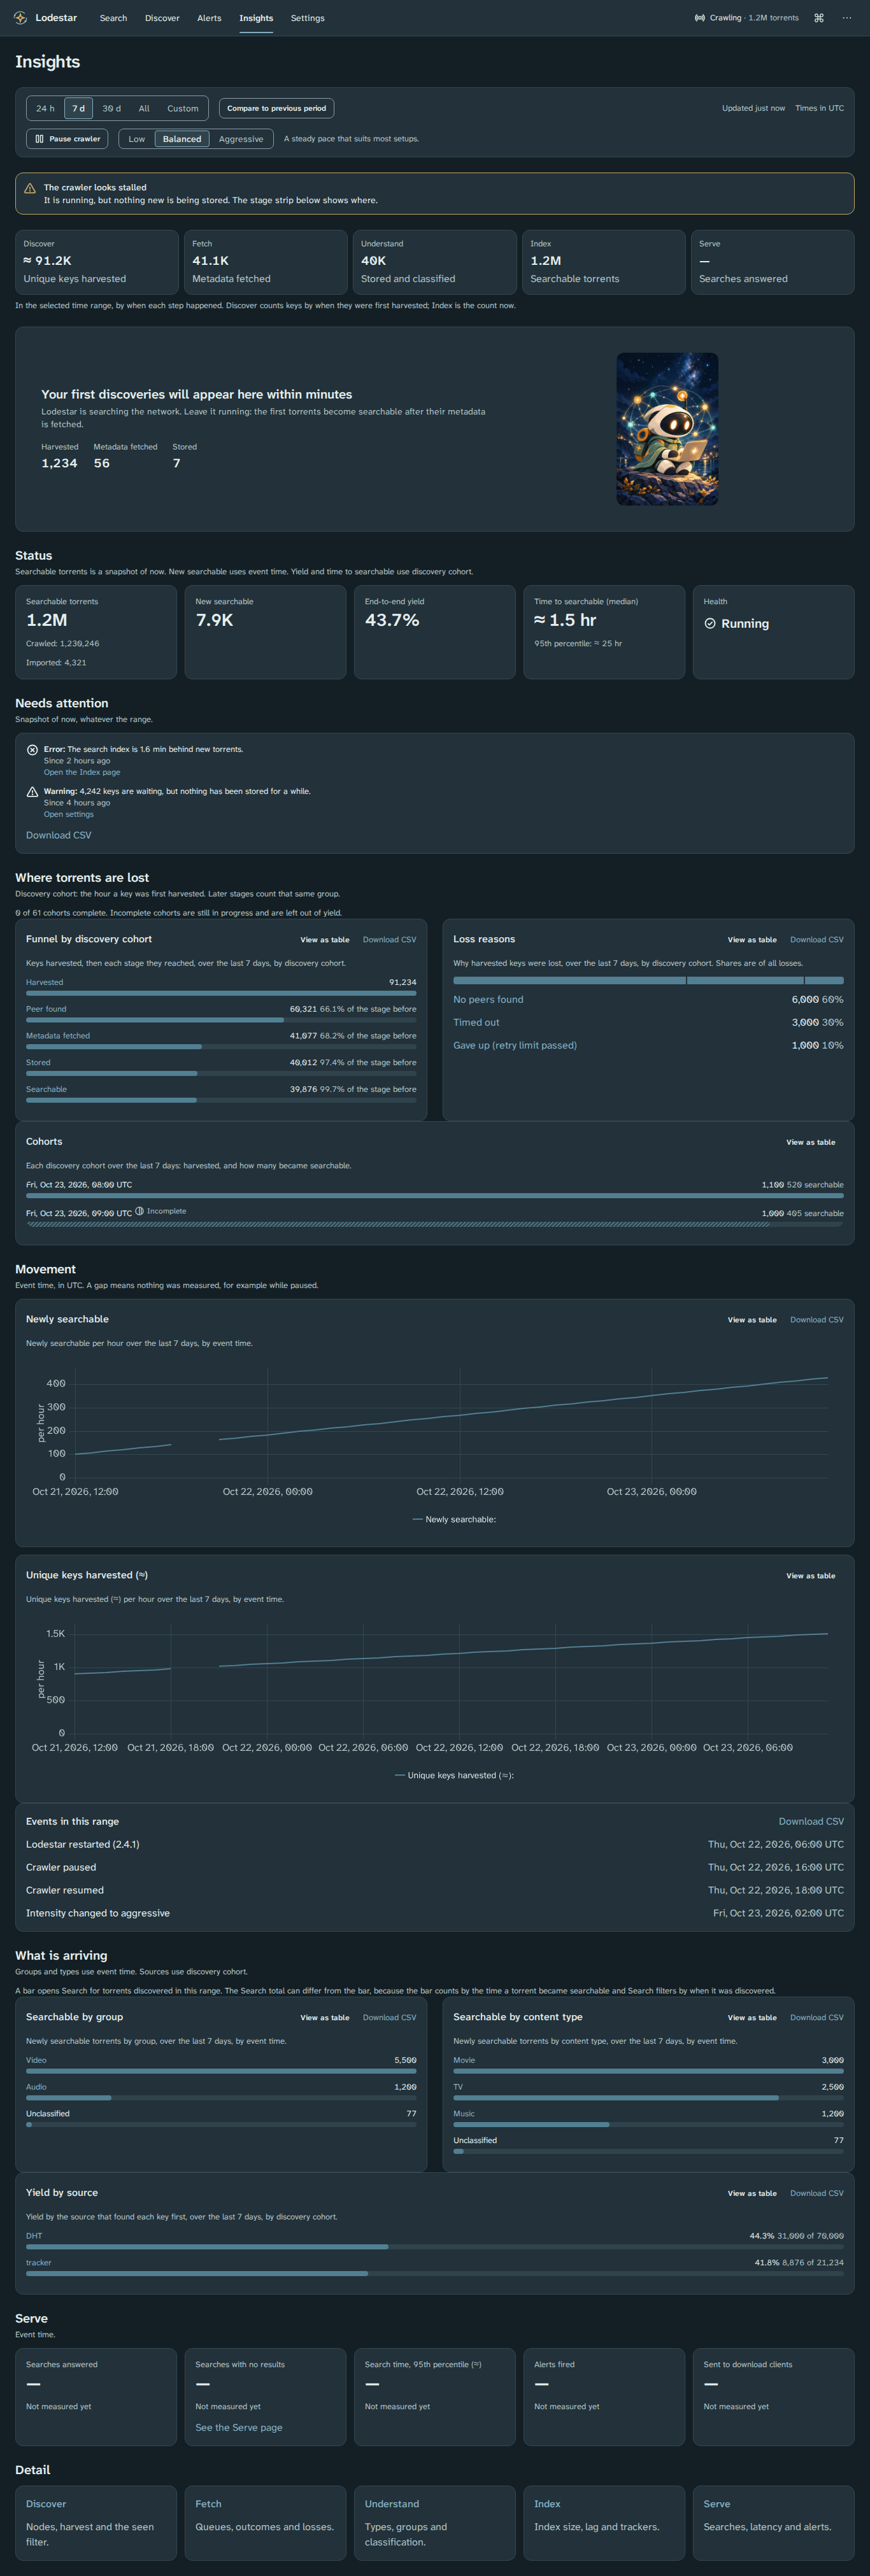 Lodestar
Search Discover Alerts Insights Settings
Crawling · 1.2M torrents
Insights
24 h 7 d 30 d All Custom
Compare to previous period
Updated just now Times in UTC
Pause crawler
Low Balanced Aggressive
A steady pace that suits most setups.
The crawler looks stalled
It is running, but nothing new is being stored. The stage strip below shows where.
Discover
≈ 91.2K
Unique keys harvested
Fetch
41.1K
Metadata fetched
Understand
40K
Stored and classified
Index
1.2M
Searchable torrents
Serve
—
Searches answered
In the selected time range, by when each step happened. Discover counts keys by when they were first harvested; Index is the count now.
Your first discoveries will appear here within minutes
Lodestar is searching the network. Leave it running: the first torrents become searchable after their metadata
is fetched.
Harvested Metadata fetched Stored
1,234 56 7
Status
Searchable torrents is a snapshot of now. New searchable uses event time. Yield and time to searchable use discovery cohort.
Searchable torrents
1.2M
Crawled: 1,230,246
Imported: 4,321
New searchable
7.9K
End-to-end yield
43.7%
Time to searchable (median)
≈ 1.5 hr
95th percentile: ≈ 25 hr
Health
Running
Needs attention
Snapshot of now, whatever the range.
Error: The search index is 1.6 min behind new torrents.
Since 2 hours ago
Open the Index page
Warning: 4,242 keys are waiting, but nothing has been stored for a while.
Since 4 hours ago
Open settings
Download CSV
Where torrents are lost
Discovery cohort: the hour a key was first harvested. Later stages count that same group.
0 of 61 cohorts complete. Incomplete cohorts are still in progress and are left out of yield.
Funnel by discovery cohort View as table Download CSV
Keys harvested, then each stage they reached, over the last 7 days, by discovery cohort.
Harvested 91,234
Peer found 60,321 66.1% of the stage before
Metadata fetched 41,077 68.2% of the stage before
Stored 40,012 97.4% of the stage before
Searchable 39,876 99.7% of the stage before
Loss reasons View as table Download CSV
Why harvested keys were lost, over the last 7 days, by discovery cohort. Shares are of all losses.
No peers found 6,000 60%
Timed out 3,000 30%
Gave up (retry limit passed) 1,000 10%
Cohorts View as table
Each discovery cohort over the last 7 days: harvested, and how many became searchable.
Fri, Oct 23, 2026, 08:00 UTC 1,100 520 searchable
Fri, Oct 23, 2026, 09:00 UTC Incomplete 1,000 405 searchable
Movement
Event time, in UTC. A gap means nothing was measured, for example while paused.
Newly searchable View as table Download CSV
Newly searchable per hour over the last 7 days, by event time.
per hour
400
300
200
100
0
Oct 21, 2026, 12:00 Oct 22, 2026, 00:00 Oct 22, 2026, 12:00 Oct 23, 2026, 00:00
Newly searchable:
Unique keys harvested (≈) View as table
Unique keys harvested (≈) per hour over the last 7 days, by event time.
per hour
1.5K
1K
500
0
Oct 21, 2026, 12:00 Oct 21, 2026, 18:00 Oct 22, 2026, 00:00 Oct 22, 2026, 06:00 Oct 22, 2026, 12:00 Oct 22, 2026, 18:00 Oct 23, 2026, 00:00 Oct 23, 2026, 06:00
Unique keys harvested (≈):
Events in this range Download CSV
Lodestar restarted (2.4.1) Thu, Oct 22, 2026, 06:00 UTC
Crawler paused Thu, Oct 22, 2026, 16:00 UTC
Crawler resumed Thu, Oct 22, 2026, 18:00 UTC
Intensity changed to aggressive Fri, Oct 23, 2026, 02:00 UTC
What is arriving
Groups and types use event time. Sources use discovery cohort.
A bar opens Search for torrents discovered in this range. The Search total can differ from the bar, because the bar counts by the time a torrent became searchable and Search filters by when it was discovered.
Searchable by group View as table Download CSV
Newly searchable torrents by group, over the last 7 days, by event time.
Video 5,500
Audio 1,200
Unclassified 77
Searchable by content type View as table Download CSV
Newly searchable torrents by content type, over the last 7 days, by event time.
Movie 3,000
TV 2,500
Music 1,200
Unclassified 77
Yield by source View as table Download CSV
Yield by the source that found each key first, over the last 7 days, by discovery cohort.
DHT 44.3% 31,000 of 70,000
tracker 41.8% 8,876 of 21,234
Serve
Event time.
Searches answered
—
Not measured yet
Searches with no results
—
Not measured yet
See the Serve page
Search time, 95th percentile (≈)
—
Not measured yet
Alerts fired
—
Not measured yet
Sent to download clients
—
Not measured yet
Detail
Discover
Nodes, harvest and the seen
filter.
Fetch
Queues, outcomes and losses.
Understand
Types, groups and
classification.
Index
Index size, lag and trackers.
Serve
Searches, latency and alerts.